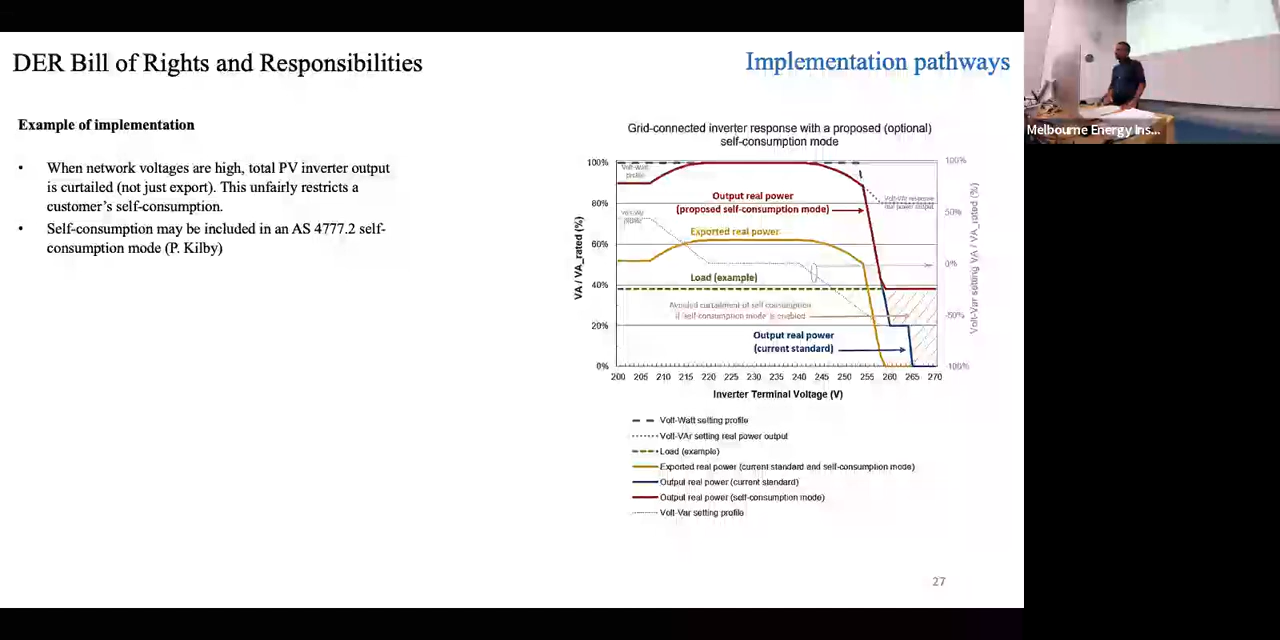 DER Bill of Rights and Responsibilities
Implementation pathways
Example of implementation
• When network voltages are high, total PV inverter output
is curtailed (not just export). This unfairly restricts a
customer's self-consumption.
• Self-consumption may be included in an AS 4777.2 self-
consumption mode (P. Kilby)
Grid-connected inverter response with a proposed (optional)
self-consumption mode
100%
80%
60%
40%
20%
0%
VA / VA_rated (%)
100%
50%
0%
-50%
-100%
Volt-Var setting VA / VA_rated (%)
Volt-Watt
profile
Volt-Var
profile
Volt-VAr response
real power output
Output real power
(proposed self-consumption mode)
Exported real power
Load (example)
Avoided curtailment of self consumption
if self-consumption mode is enabled
Output real power
(current standard)
200 205 210 215 220 225 230 235 240 245 250 255 260 265 270
Inverter Terminal Voltage (V)
Volt-Watt setting profile
Volt-VAr setting real power output
Load (example)
Exported real power (current standard and self-consumption mode)
Output real power (current standard)
Output real power (self-consumption mode)
Volt-Var setting profile
27
Melbourne Energy Ins...